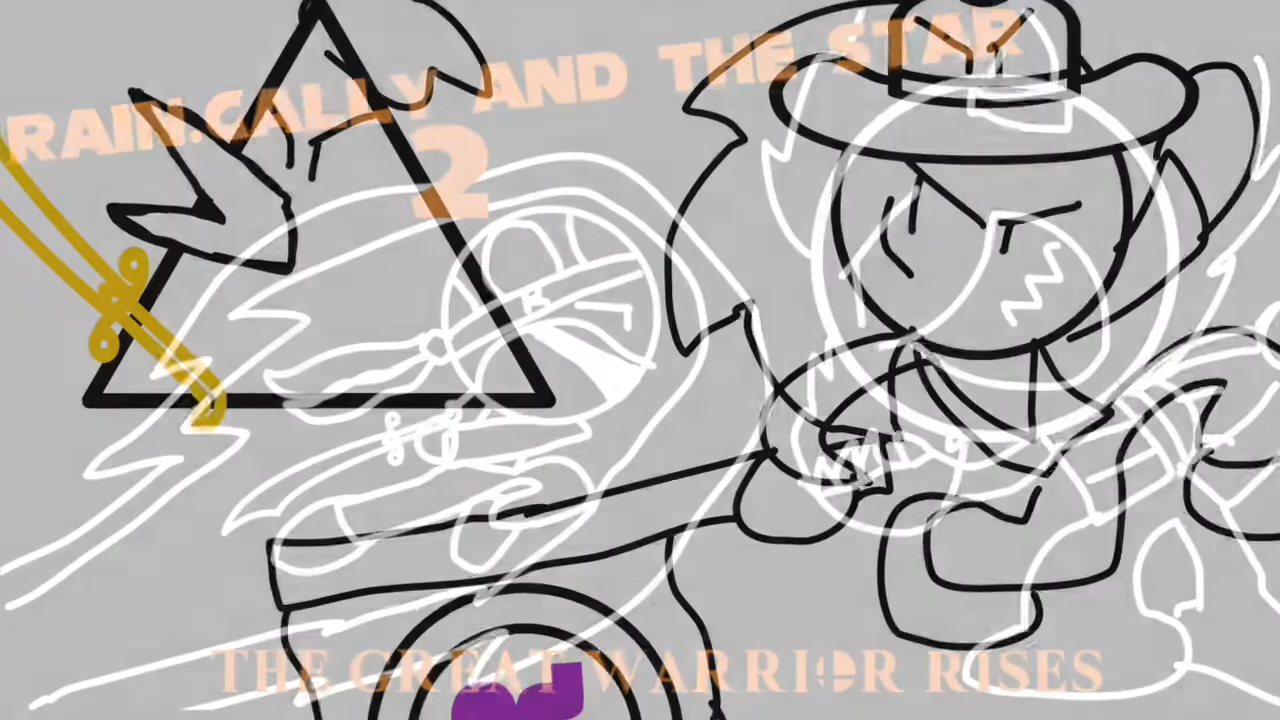 RAIN.CALLY AND THE STAR
2
THE GREAT WARRIOR RISES